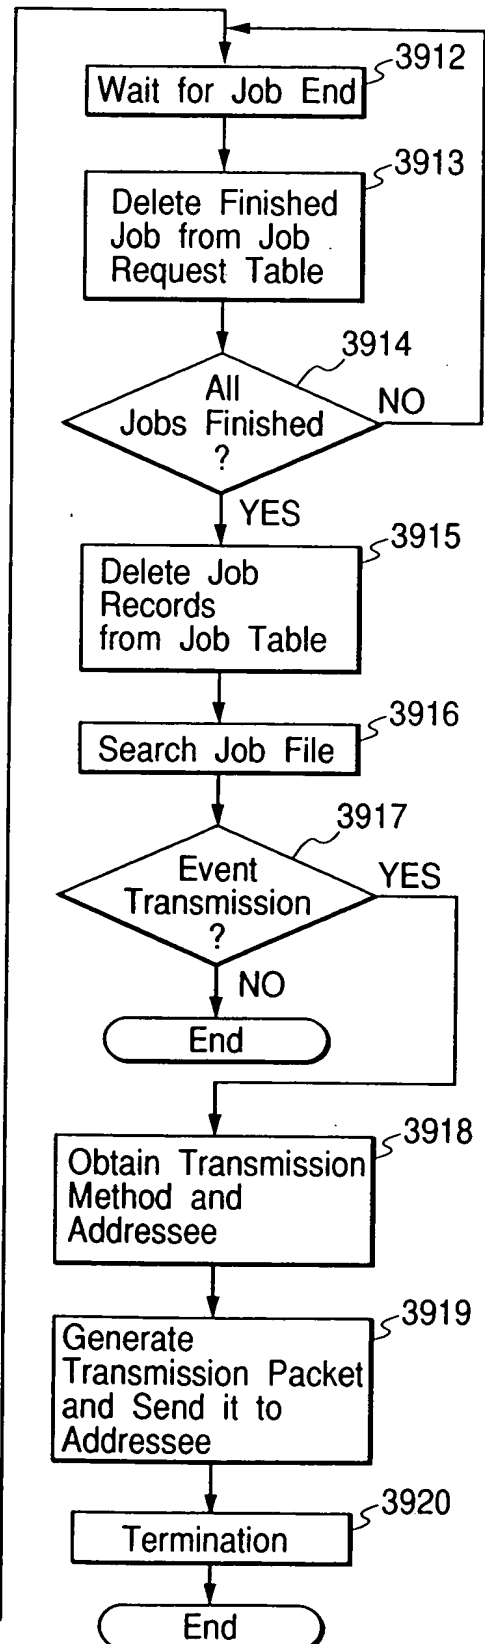 3912
Wait for Job End
3913
Delete Finished
Job from Job
Request Table
3914
All
Jobs Finished
?
NO
YES
3915
Delete Job
Records
from Job Table
3916
Search Job File
3917
Event
Transmission
?
YES
NO
End
3918
Obtain Transmission
Method and
Addressee
3919
Generate
Transmission Packet
and Send it to
Addressee
3920
Termination
End